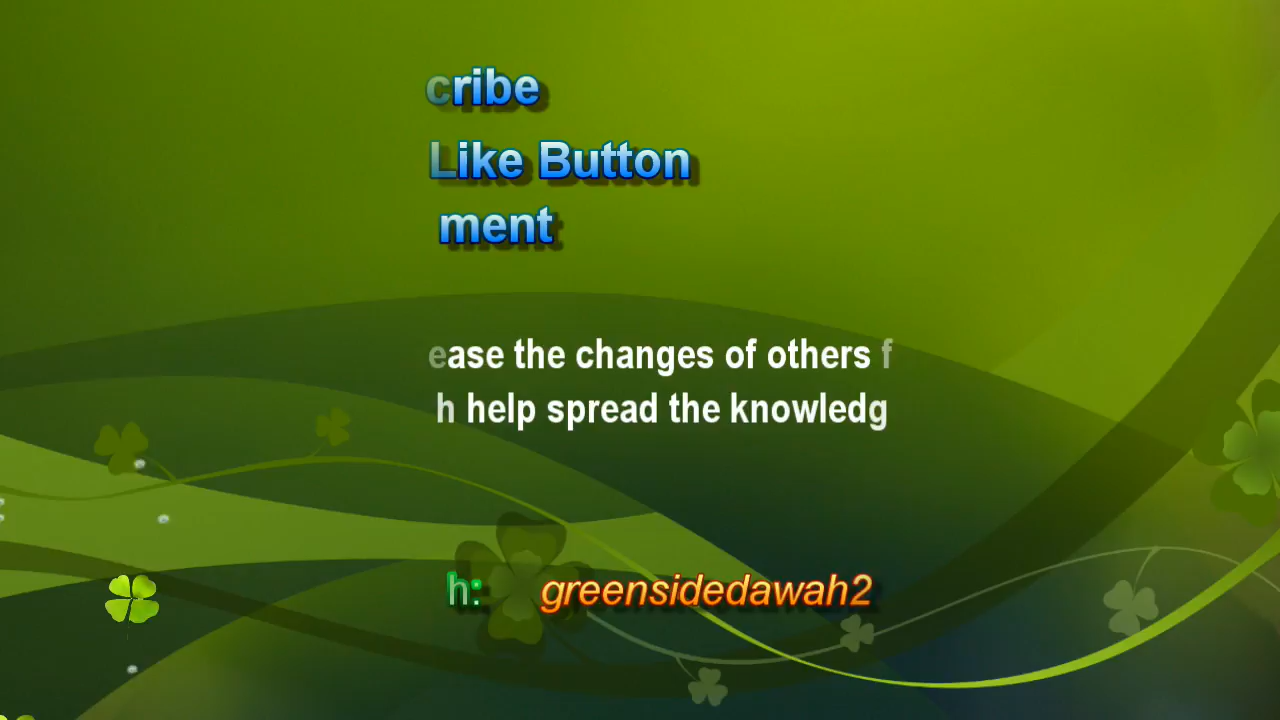 cribe
Like Button
ment
ease the changes of others f
h help spread the knowledg
h: greensidedawah2